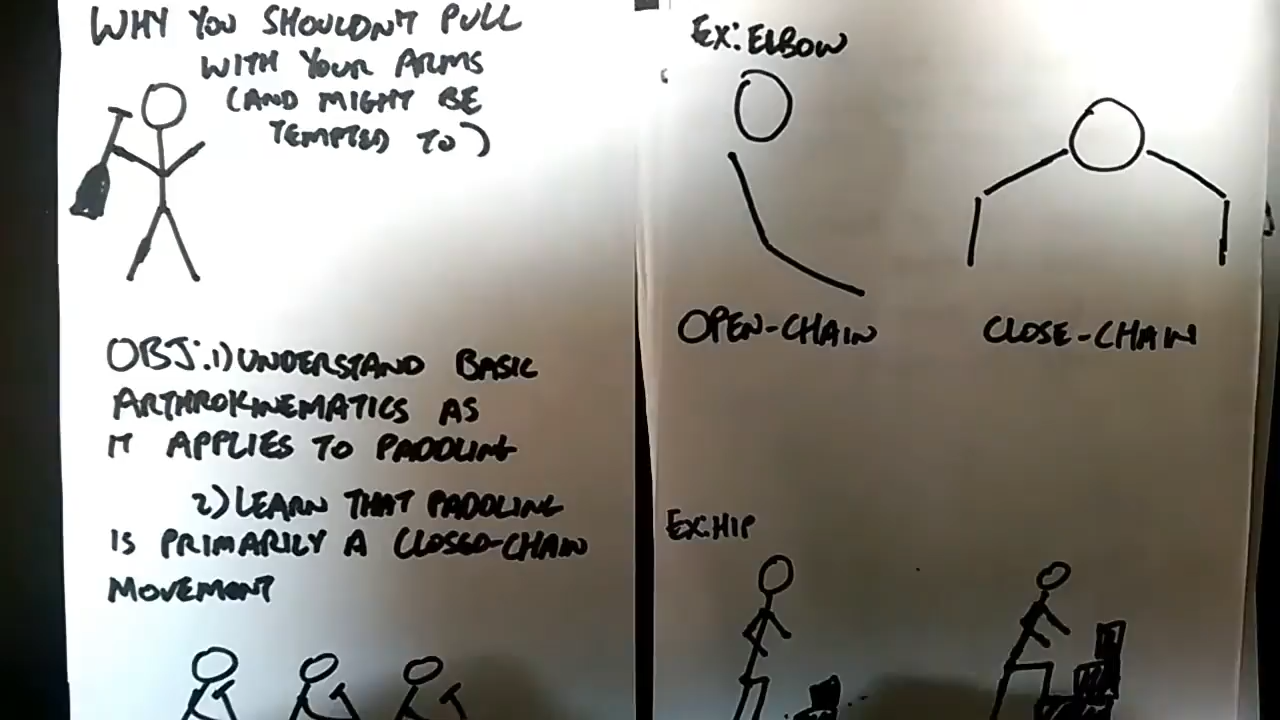 WHY YOU SHOULDN'T PULL
WITH YOUR ARMS
(AND MIGHT BE
TEMPTED TO)
OBJ: 1) UNDERSTAND BASIC
ARTHROKINEMATICS AS
IT APPLIES TO PADDLING
2) LEARN THAT PADDLING
IS PRIMARILY A CLOSED-CHAIN
MOVEMENT
EX: ELBOW
OPEN-CHAIN
CLOSE-CHAIN
EX: HIP